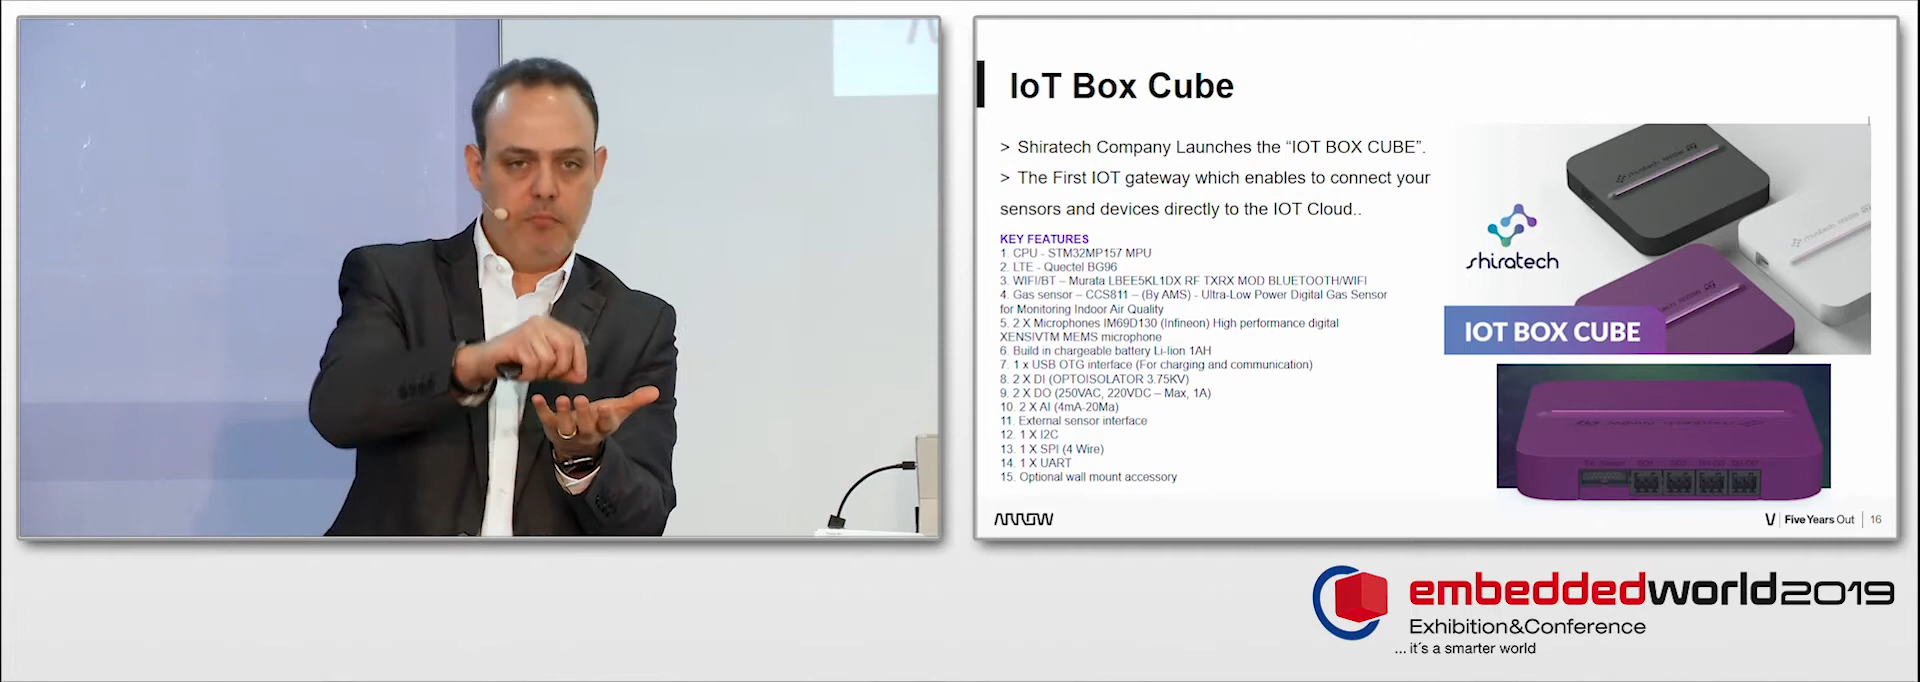 IoT Box Cube
> Shiratech Company Launches the “IOT BOX CUBE”.
> The First IOT gateway which enables to connect your
sensors and devices directly to the IOT Cloud..
KEY FEATURES
1. CPU - STM32MP157 MPU
2. LTE - Quectel BG96
3. WIFI/BT – Murata LBEE5KL1DX RF TXRX MOD BLUETOOTH/WIFI
4. Gas sensor – CCS811 – (By AMS) - Ultra-Low Power Digital Gas Sensor
for Monitoring Indoor Air Quality
5. 2 X Microphones IM69D130 (Infineon) High performance digital
XENSIVTM MEMS microphone
6. Build in chargeable battery Li-Iion 1AH
7. 1 x USB OTG interface (For charging and communication)
8. 2 X DI (OPTOISOLATOR 3.75KV)
9. 2 X DO (250VAC, 220VDC – Max, 1A)
10. 2 X AI (4mA-20Ma)
11. External sensor interface
12. 1 X I2C
13. 1 X SPI (4 Wire)
14. 1 X UART
15. Optional wall mount accessory
shiratech
IOT BOX CUBE
ARROW
Five Years Out
16
embeddedworld2019
Exhibition&Conference
... it´s a smarter world